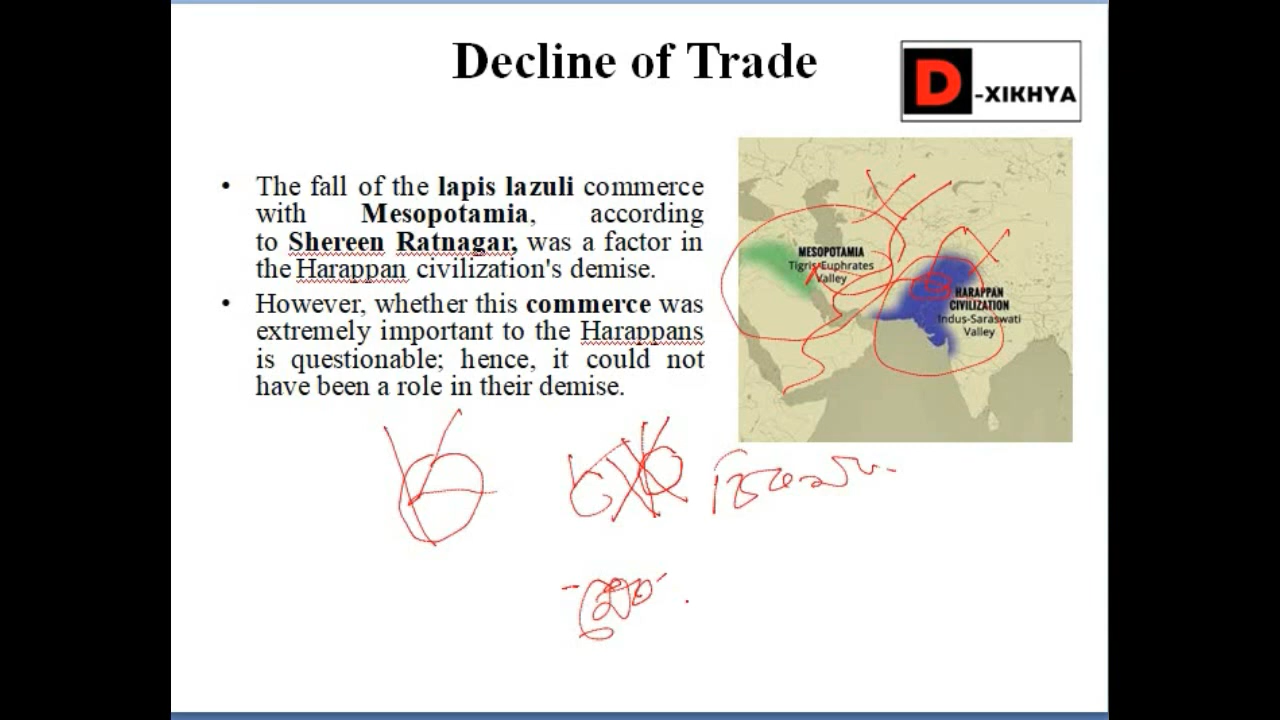 Decline of Trade
D-XIKHYA
• The fall of the lapis lazuli commerce
with Mesopotamia, according
to Shereen Ratnagar, was a factor in
the Harappan civilization's demise.
• However, whether this commerce was
extremely important to the Harappans
is questionable; hence, it could not
have been a role in their demise.
MESOPOTAMIA
Tigris-Euphrates
Valley
HARAPPAN
CIVILIZATION
Indus-Saraswati
Valley